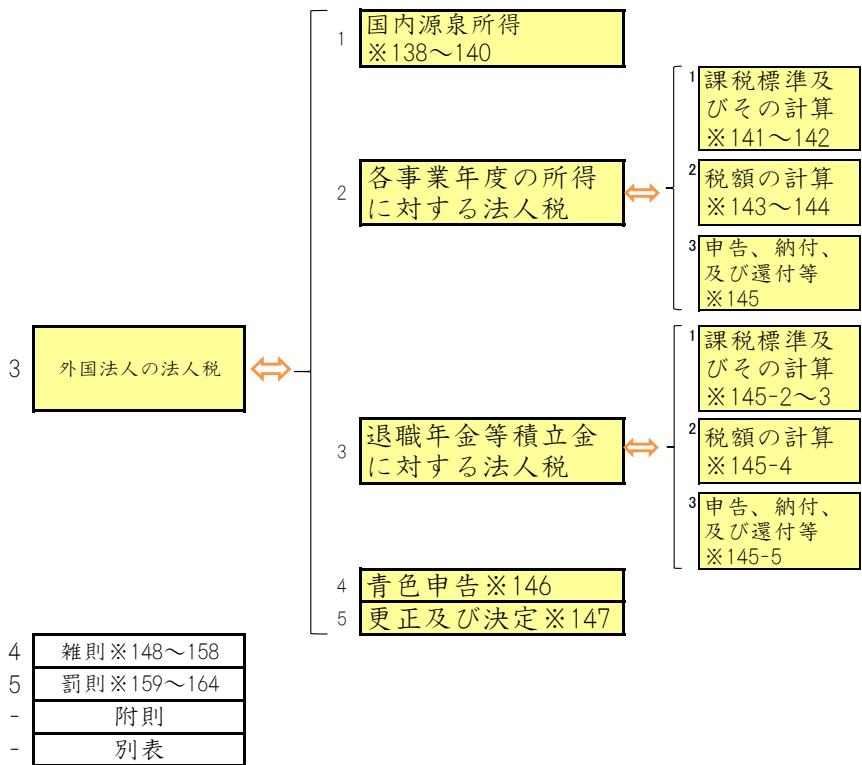 1 国内源泉所得
※138～140
2 各事業年度の所得
に対する法人税
1 課税標準及
びその計算
※141～142
2 税額の計算
※143～144
3 申告、納付、
及び還付等
※145
3 外国法人の法人税
3 退職年金等積立金
に対する法人税
1 課税標準及
びその計算
※145-2～3
2 税額の計算
※145-4
3 申告、納付、
及び還付等
※145-5
4 青色申告※146
5 更正及び決定※147
4 雑則※148～158
5 罰則※159～164
- 附則
- 別表